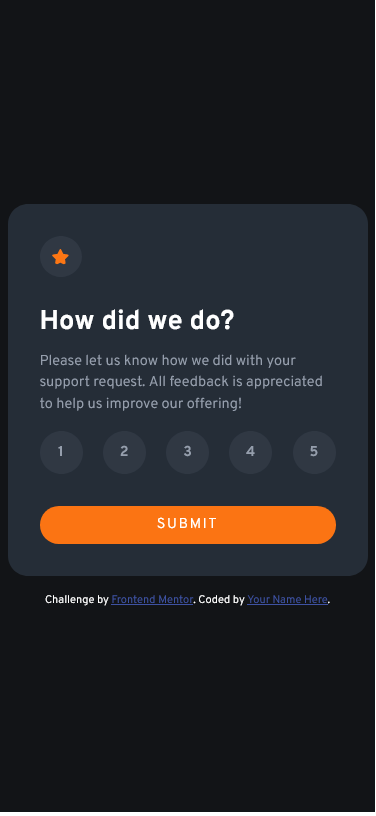 How did we do?
Please let us know how we did with your
support request. All feedback is appreciated
to help us improve our offering!
1 2 3 4 5
SUBMIT
Challenge by Frontend Mentor. Coded by Your Name Here.